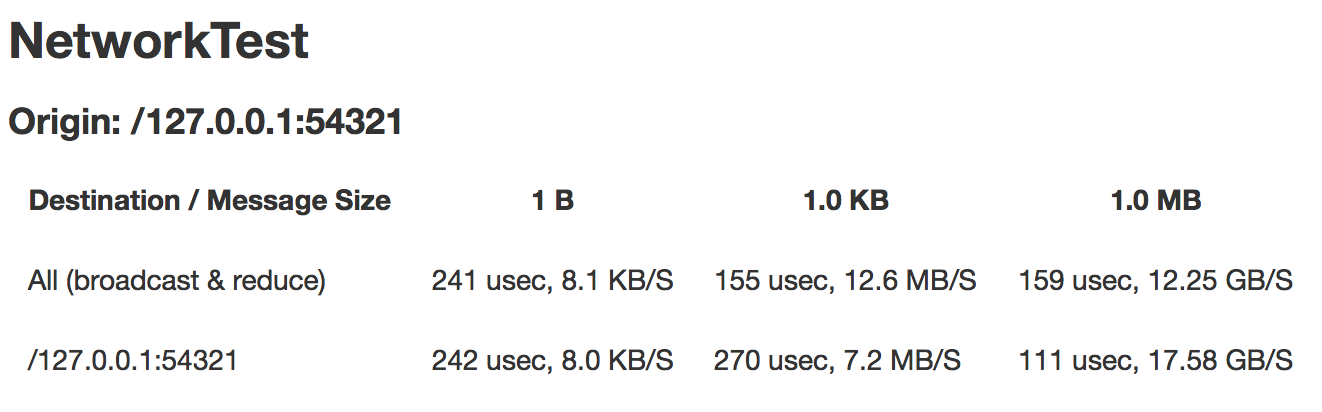 NetworkTest
Origin: /127.0.0.1:54321
Destination / Message Size 1 B 1.0 KB 1.0 MB
All (broadcast & reduce) 241 usec, 8.1 KB/S 155 usec, 12.6 MB/S 159 usec, 12.25 GB/S
/127.0.0.1:54321 242 usec, 8.0 KB/S 270 usec, 7.2 MB/S 111 usec, 17.58 GB/S